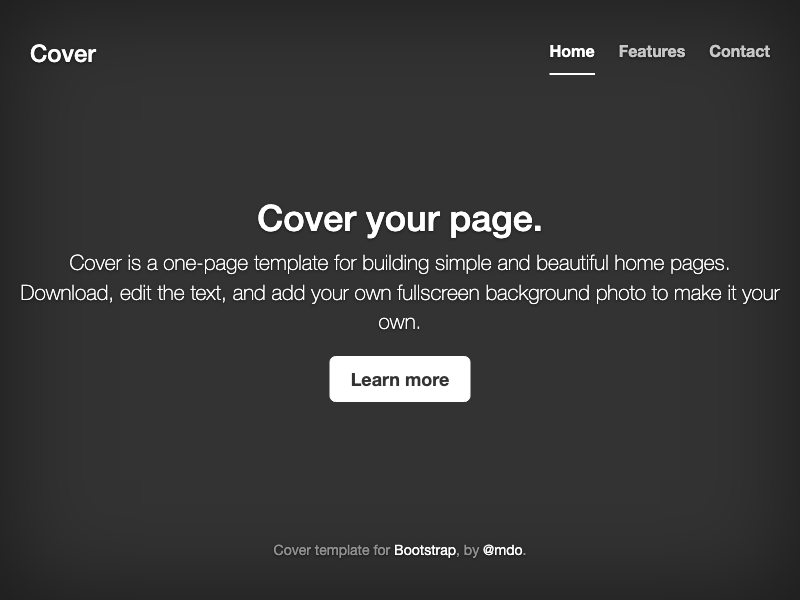 Cover
Home Features Contact
Cover your page.
Cover is a one-page template for building simple and beautiful home pages.
Download, edit the text, and add your own fullscreen background photo to make it your
own.
Learn more
Cover template for Bootstrap, by @mdo.